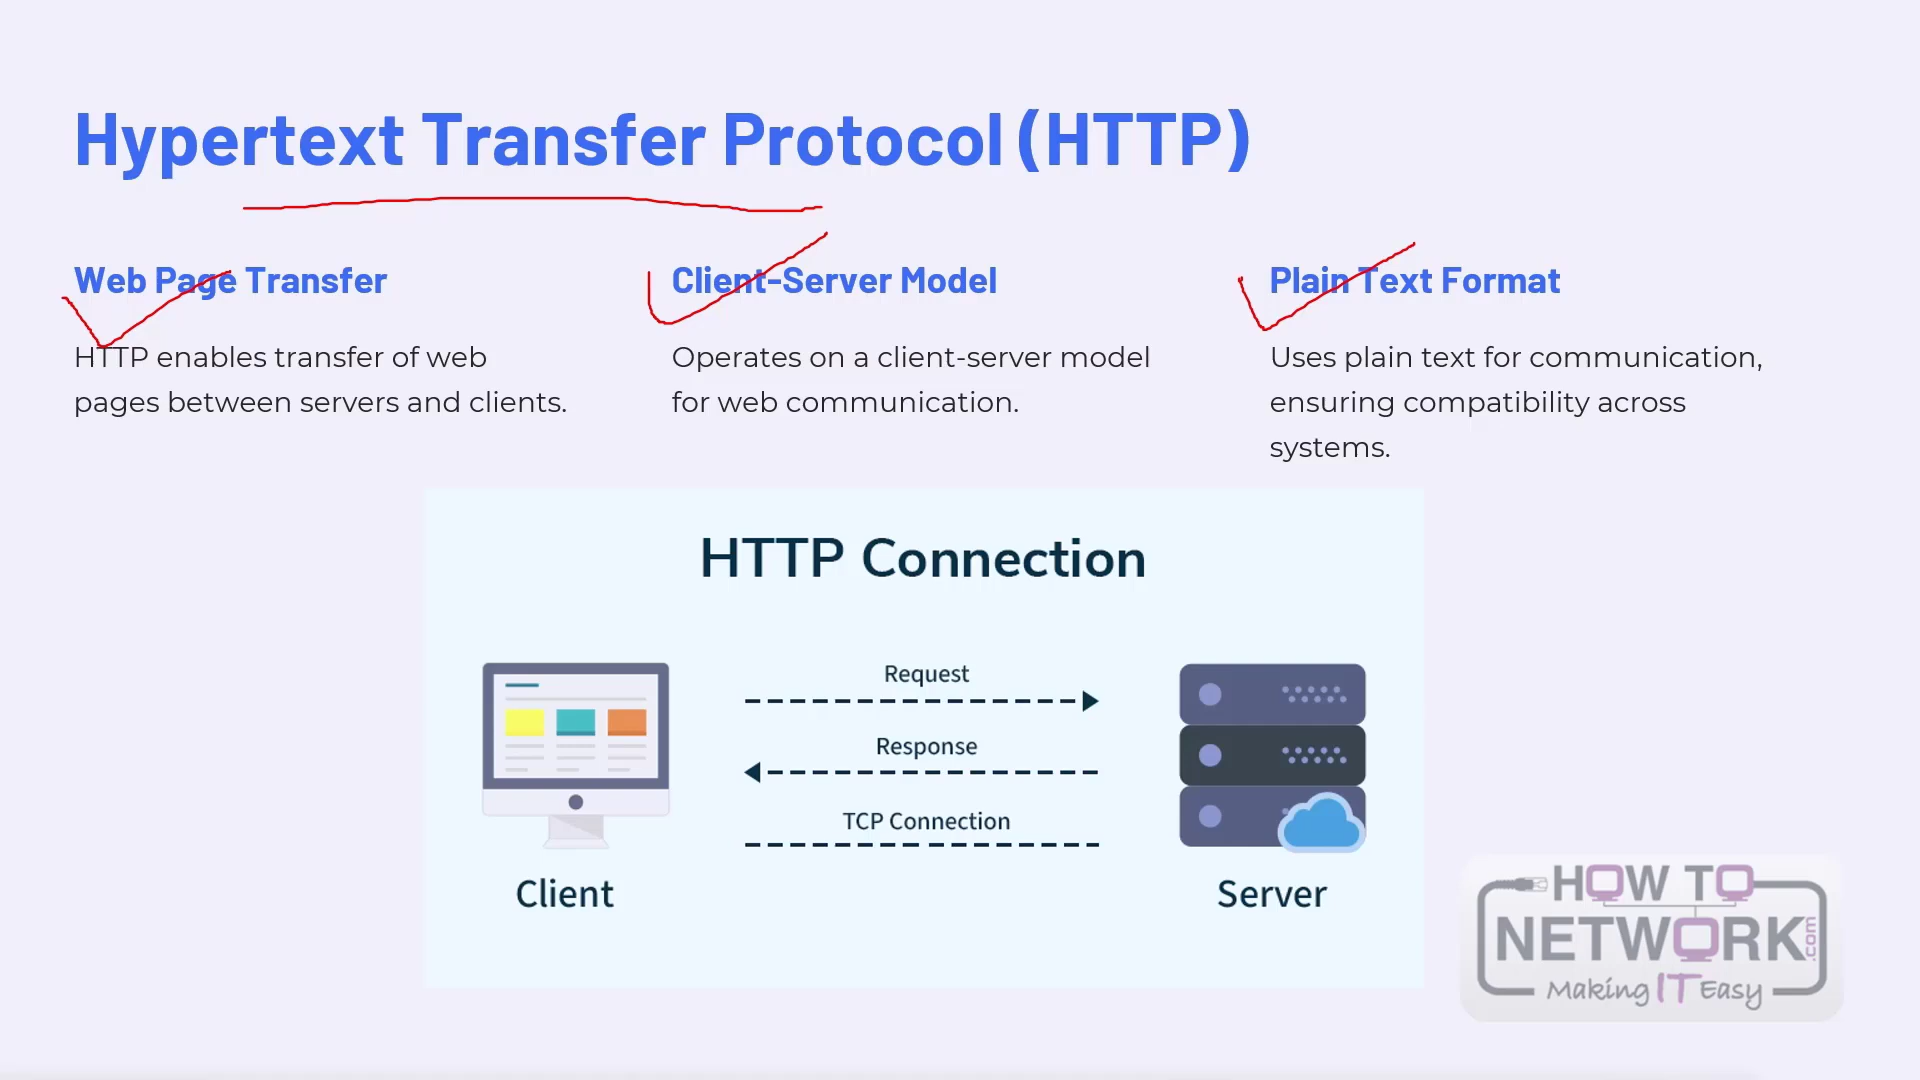 Hypertext Transfer Protocol (HTTP)
Web Page Transfer
HTTP enables transfer of web
pages between servers and clients.
Client-Server Model
Operates on a client-server model
for web communication.
Plain Text Format
Uses plain text for communication,
ensuring compatibility across
systems.
HTTP Connection
Request
Response
TCP Connection
Client
Server
HOW TO
NETWORK.com
Making IT Easy